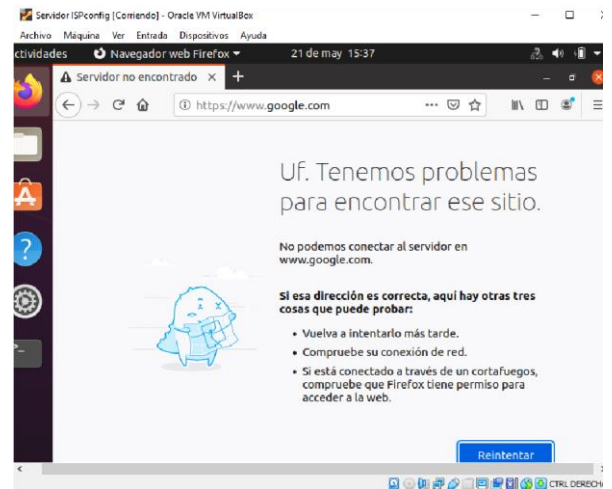 Servidor ISPconfig [Corriendo] - Oracle VM VirtualBox
Archivo Máquina Ver Entrada Dispositivos Ayuda
ctividades Navegador web Firefox 21 de may 15:37
Servidor no encontrado
https://www.google.com
Uf. Tenemos problemas
para encontrar ese sitio.
No podemos conectar al servidor en
www.google.com.
Si esa dirección es correcta, aquí hay otras tres
cosas que puede probar:
• Vuelva a intentarlo más tarde.
• Compruebe su conexión de red.
• Si está conectado a través de un cortafuegos,
compruebe que Firefox tiene permiso para
acceder a la web.
Reintentar
CTRL DERECHA